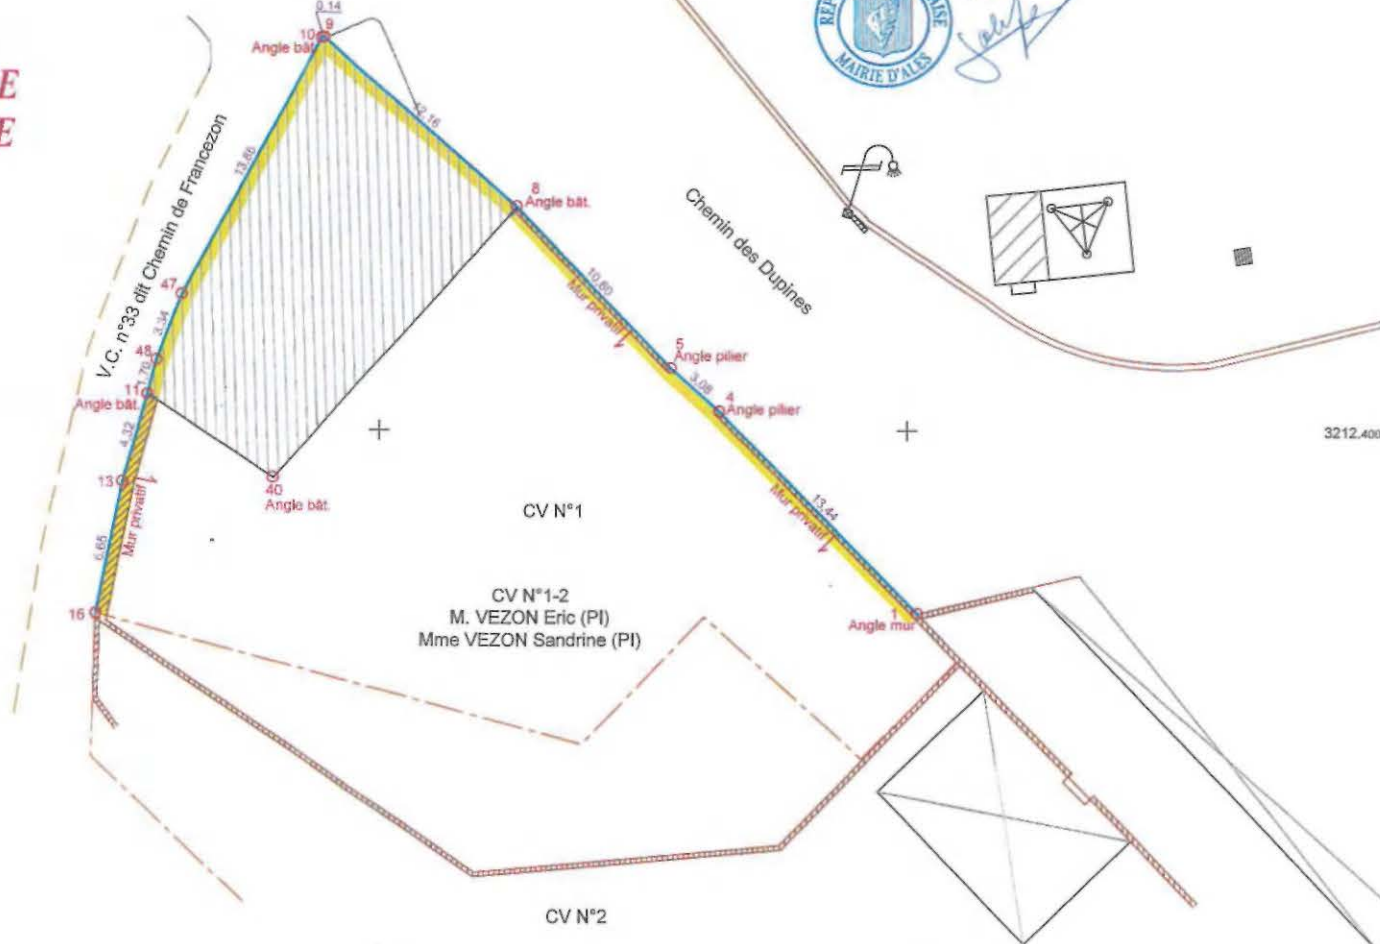 0.14
9
10
Angle bât.
E
E
MAIRIE D'ALES
13.86
12.16
V.C. n°33 dit Chemin de Francezon
8
Angle bât.
Chemin des Dupines
47
3.34
48
1.70
11
Angle bât.
10.60
Mur privatif
5
Angle pilier
3.08
4
Angle pilier
4.32
13
Mur privatif
40
Angle bât.
3212.400
CV N°1
13.44
Mur privatif
6.66
16
CV N°1-2
M. VEZON Eric (PI)
Mme VEZON Sandrine (PI)
1
Angle mur
CV N°2